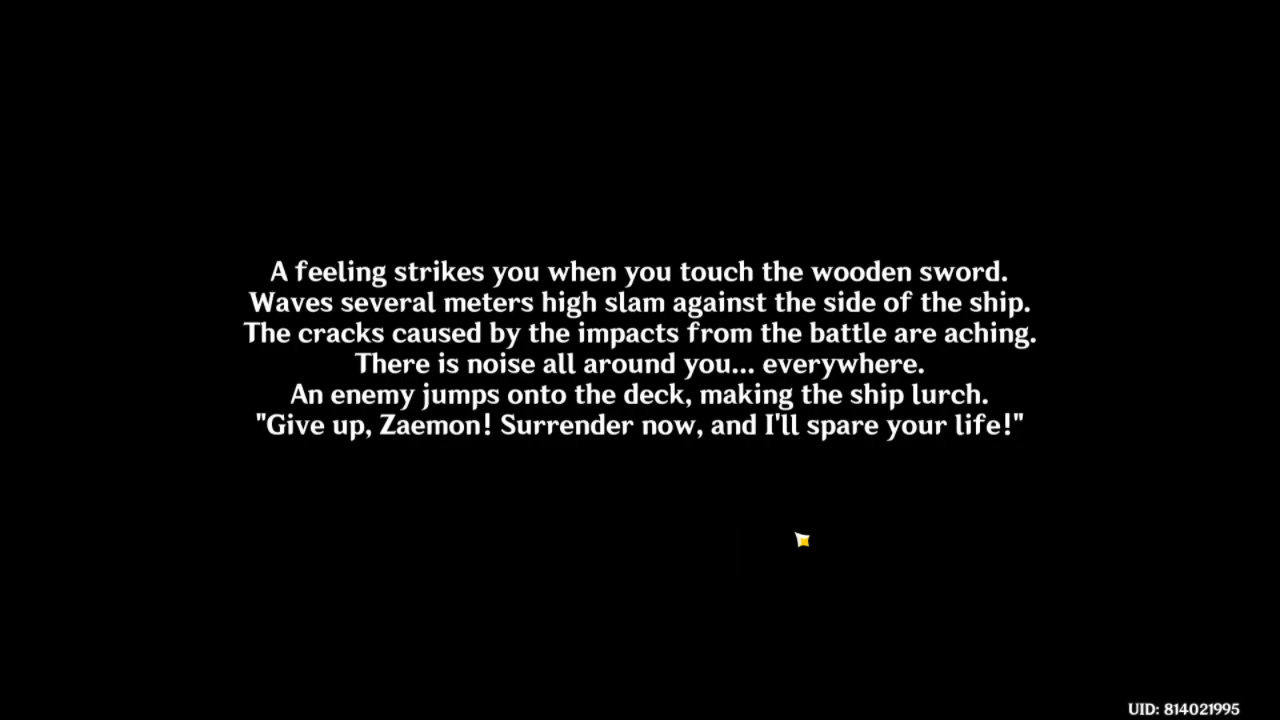 A feeling strikes you when you touch the wooden sword.
Waves several meters high slam against the side of the ship.
The cracks caused by the impacts from the battle are aching.
There is noise all around you... everywhere.
An enemy jumps onto the deck, making the ship lurch.
"Give up, Zaemon! Surrender now, and I'll spare your life!"
UID: 814021995